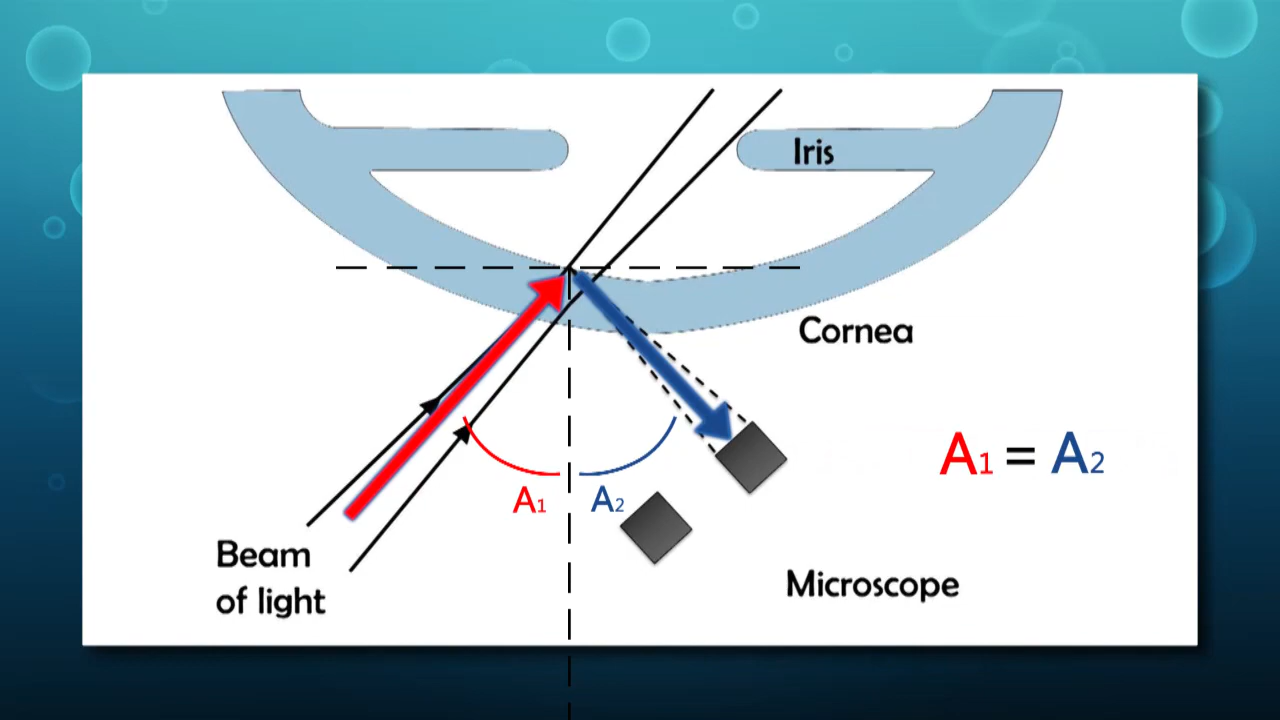 Iris
Cornea
A1 = A2
A1
A2
Beam
of light
Microscope